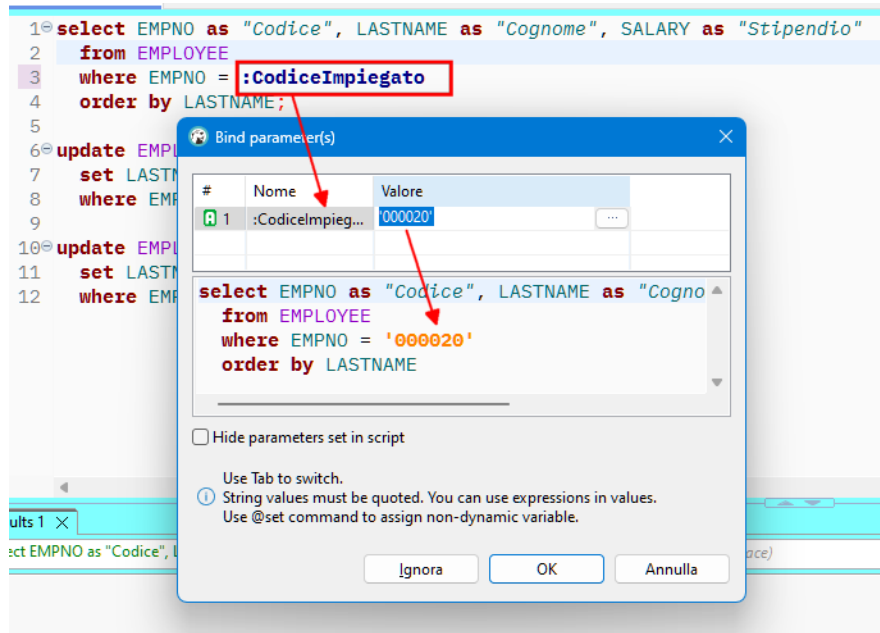 1 select EMPNO as "Codice", LASTNAME as "Cognome", SALARY as "Stipendio"
2 from EMPLOYEE
3 where EMPNO = :CodiceImpiegato
4 order by LASTNAME;
5
6 update EMPL
7 set LASTN
8 where EMP
9
10 update EMPL
11 set LASTN
12 where EMP
Bind parameter(s)
# Nome Valore
1 :CodiceImpieg... '000020' ...
select EMPNO as "Codice", LASTNAME as "Cogno
from EMPLOYEE
where EMPNO = '000020'
order by LASTNAME
Hide parameters set in script
Use Tab to switch.
String values must be quoted. You can use expressions in values.
Use @set command to assign non-dynamic variable.
Ignora OK Annulla
ults 1
ect EMPNO as "Codice", L ace)